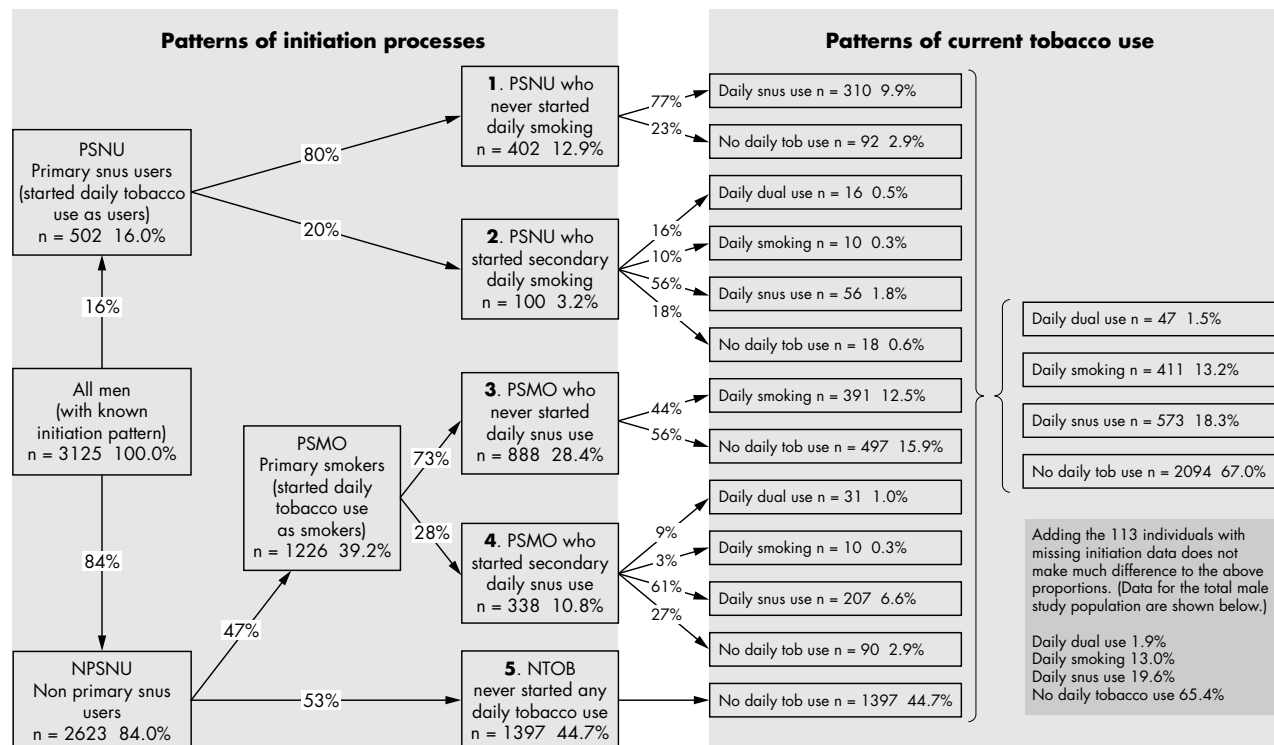 Patterns of initiation processes
Patterns of current tobacco use
PSNU
Primary snus users
(started daily tobacco
use as users)
n = 502 16.0%
16%
All men
(with known
initiation pattern)
n = 3125 100.0%
84%
NPSNU
Non primary snus
users
n = 2623 84.0%
80%
20%
47%
53%
PSMO
Primary smokers
(started daily
tobacco use
as smokers)
n = 1226 39.2%
73%
28%
1. PSNU who
never started
daily smoking
n = 402 12.9%
2. PSNU who
started secondary
daily smoking
n = 100 3.2%
3. PSMO who
never started
daily snus use
n = 888 28.4%
4. PSMO who
started secondary
daily snus use
n = 338 10.8%
5. NTOB
never started any
daily tobacco use
n = 1397 44.7%
77%
23%
16%
10%
56%
18%
44%
56%
9%
3%
61%
27%
Daily snus use n = 310 9.9%
No daily tob use n = 92 2.9%
Daily dual use n = 16 0.5%
Daily smoking n = 10 0.3%
Daily snus use n = 56 1.8%
No daily tob use n = 18 0.6%
Daily smoking n = 391 12.5%
No daily tob use n = 497 15.9%
Daily dual use n = 31 1.0%
Daily smoking n = 10 0.3%
Daily snus use n = 207 6.6%
No daily tob use n = 90 2.9%
No daily tob use n = 1397 44.7%
Daily dual use n = 47 1.5%
Daily smoking n = 411 13.2%
Daily snus use n = 573 18.3%
No daily tob use n = 2094 67.0%
Adding the 113 individuals with
missing initiation data does not
make much difference to the above
proportions. (Data for the total male
study population are shown below.)
Daily dual use 1.9%
Daily smoking 13.0%
Daily snus use 19.6%
No daily tobacco use 65.4%